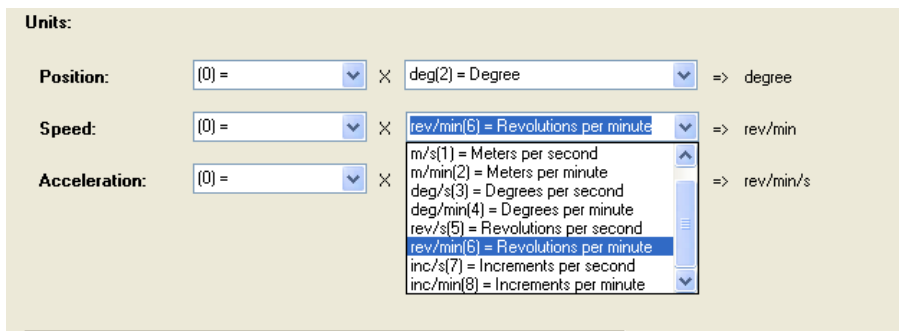 Units:
Position: (0) = X deg(2) = Degree => degree
Speed: (0) = X rev/min(6) = Revolutions per minute => rev/min
Acceleration: (0) = X => rev/min/s
m/s(1) = Meters per second
m/min(2) = Meters per minute
deg/s(3) = Degrees per second
deg/min(4) = Degrees per minute
rev/s(5) = Revolutions per second
rev/min(6) = Revolutions per minute
inc/s(7) = Increments per second
inc/min(8) = Increments per minute